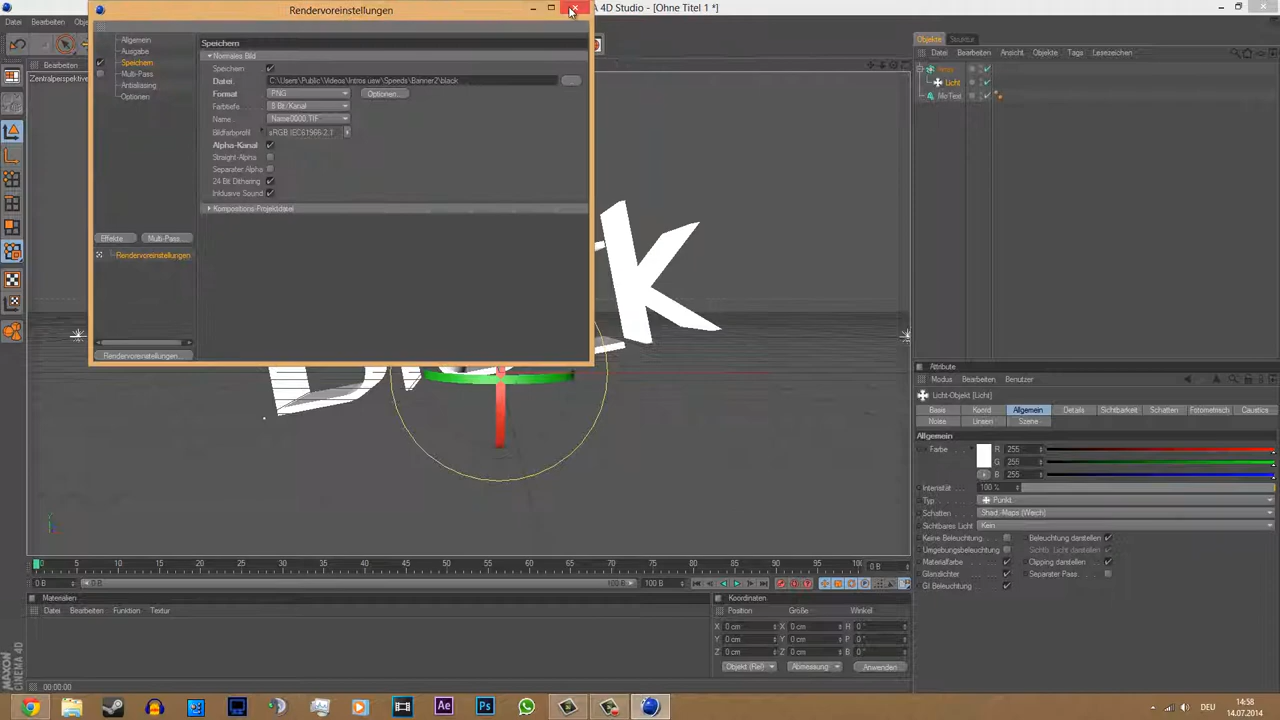 Rendervoreinstellungen
A 4D Studio - [Ohne Titel 1]
Datei Bearbeiten Objekte
Objekte Struktur
Datei Bearbeiten Ansicht Objekte Tags Lesezeichen
Licht
MoText
Bearbeiten
Zentralperspektive
Allgemein
Ausgabe
Speichern
Multi-Pass
Antialiasing
Optionen
Effekte Multi-Pass...
Rendervoreinstellungen
Rendervoreinstellungen...
Speichern
Normales Bild
Speichern
Datei C:\Users\Public\Videos\Intros usw\Speeds\Banner2\black ...
Format PNG Optionen...
Farbtiefe 8 Bit/Kanal
Name... Name0000.TIF
Bildfarbprofil sRGB IEC61966-2.1
Alpha-Kanal
Straight-Alpha
Separater Alpha
24 Bit Dithering
Inklusive Sound
Kompositions-Projektdatei
K
Attribute
Modus Bearbeiten Benutzer
Licht-Objekt [Licht]
Basis Koord Allgemein Details Sichtbarkeit Schatten Fotometrisch Caustics
Noise Linsen Szene
Allgemein
Farbe R 255
G 255
B 255
Intensität 100 %
Typ Punkt
Schatten Shad.-Maps (Weich)
Sichtbares Licht Kein
Keine Beleuchtung Beleuchtung darstellen
Umgebungsbeleuchtung Sichtb. Licht darstellen
Materialfarbe Clipping darstellen
Glanzlichter Separater Pass
GI Beleuchtung
0 5 10 15 20 25 30 35 40 45 50 55 60 65 70 75 80 85 90 95 100 0 B
0 B 0 B 100 B 100 B
Materialien
Datei Bearbeiten Funktion Textur
Koordinaten
Position Größe Winkel
X 0 cm X 0 cm H 0 °
Y 0 cm Y 0 cm P 0 °
Z 0 cm Z 0 cm B 0 °
Objekt (Rel) Abmessung Anwenden
MAXON CINEMA 4D
00:00:00
Ae Ps
DEU 14:58
14.07.2014